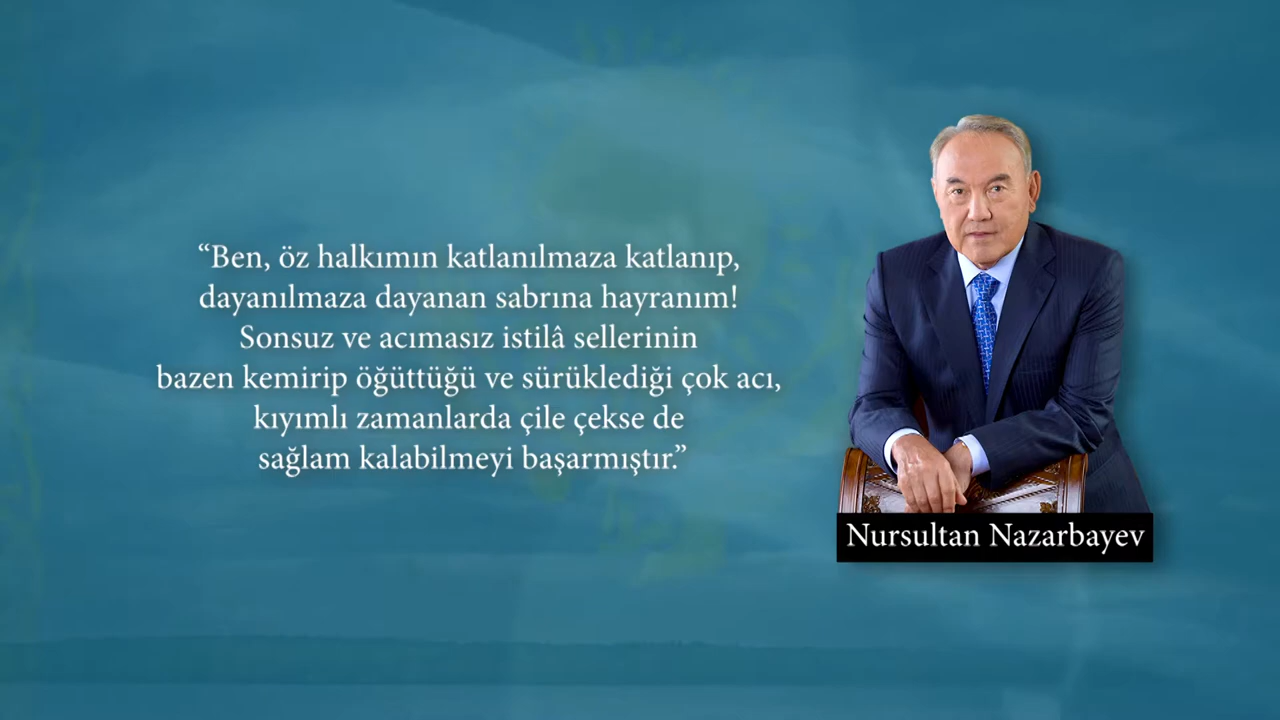 “Ben, öz halkımın katlanılmaza katlanıp,
dayanılmaza dayanan sabrına hayranım!
Sonsuz ve acımasız istilâ sellerinin
bazen kemirip öğüttüğü ve sürüklediği çok acı,
kıyımlı zamanlarda çile çekse de
sağlam kalabilmeyi başarmıştır.”
Nursultan Nazarbayev